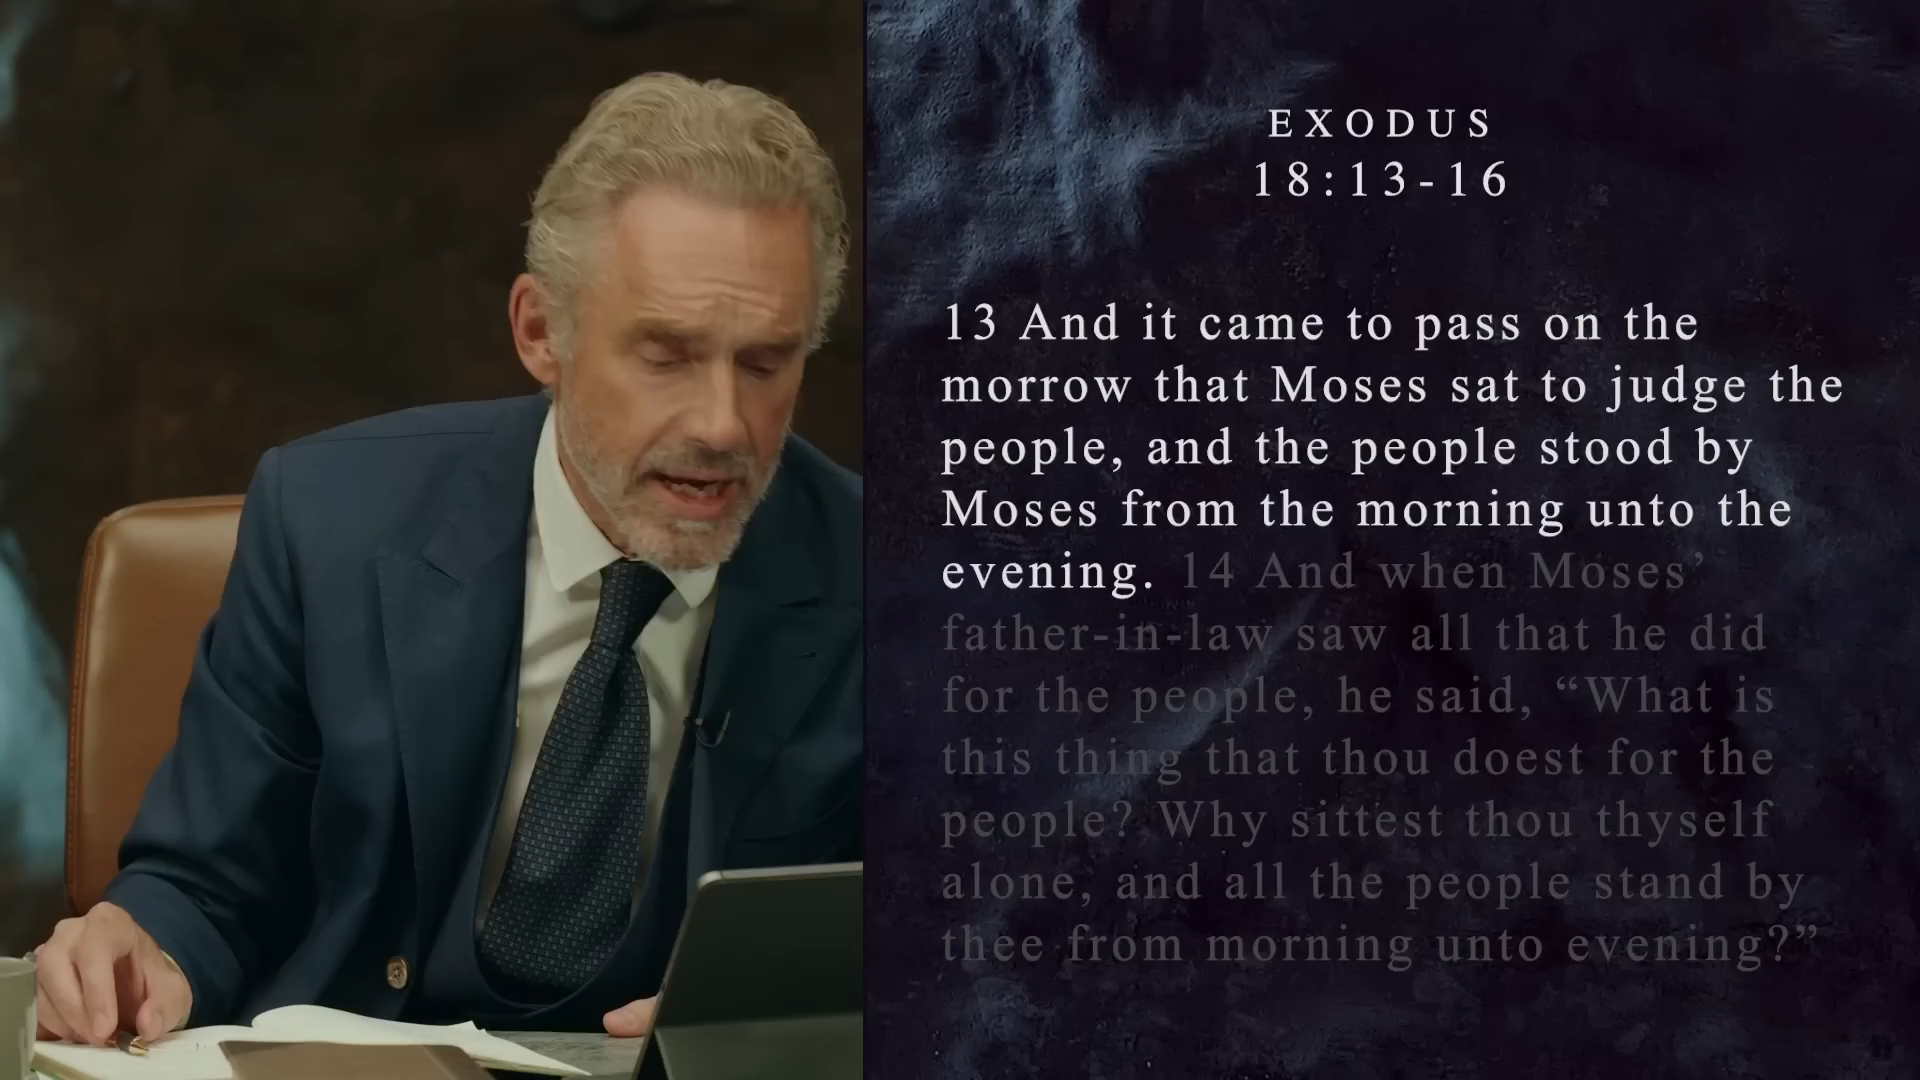 EXODUS
18:13-16
13 And it came to pass on the
morrow that Moses sat to judge the
people, and the people stood by
Moses from the morning unto the
evening. 14 And when Moses’
father-in-law saw all that he did
for the people, he said, “What is
this thing that thou doest for the
people? Why sittest thou thyself
alone, and all the people stand by
thee from morning unto evening?”